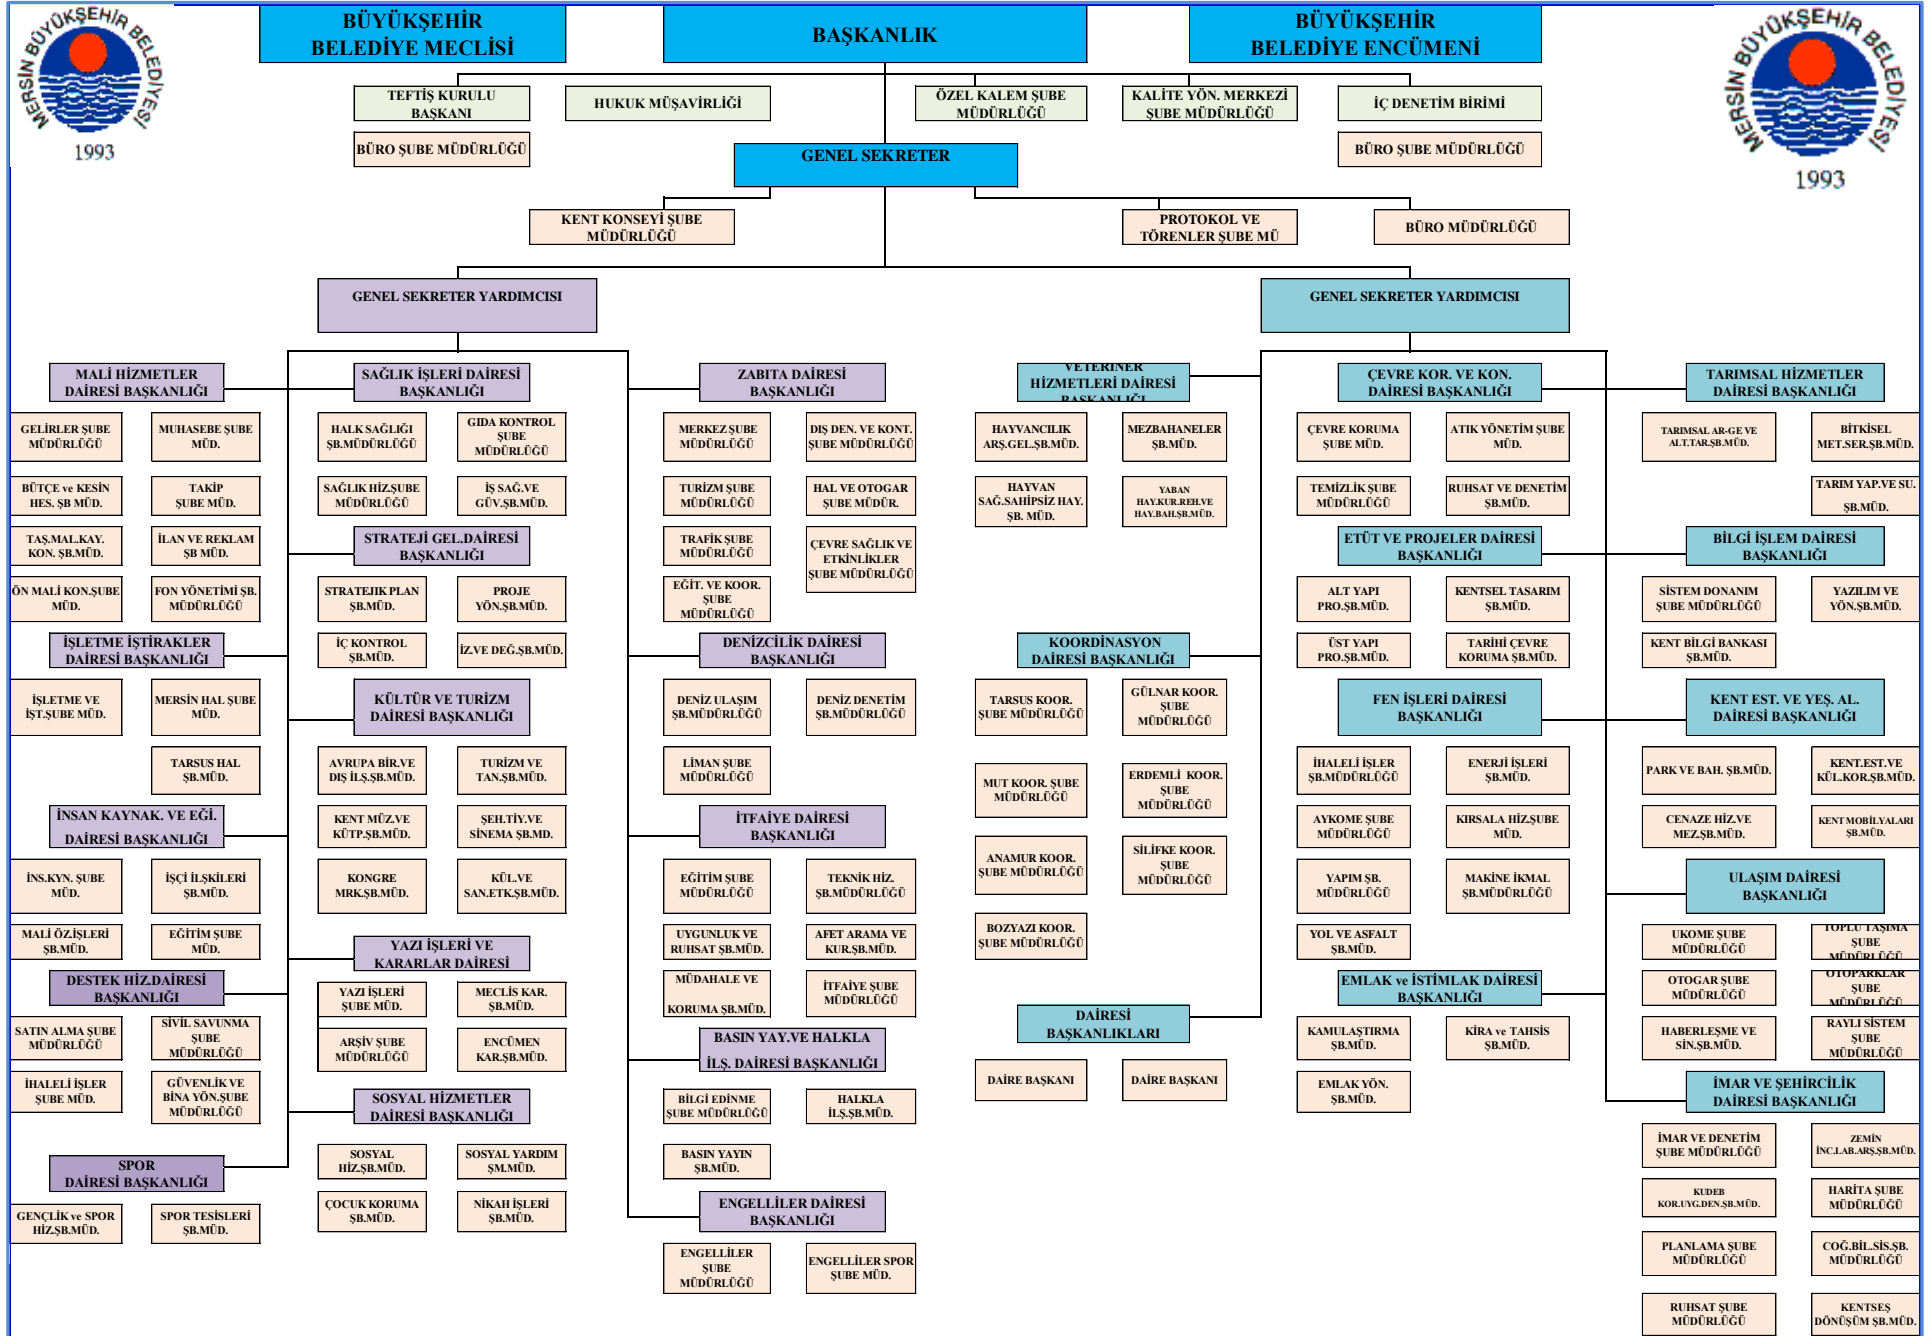 MERSİN BÜYÜKŞEHİR BELEDİYESİ
1993
BÜYÜKŞEHİR
BELEDİYE MECLİSİ
BAŞKANLIK
BÜYÜKŞEHİR
BELEDİYE ENCÜMENİ
MERSİN BÜYÜKŞEHİR BELEDİYESİ
1993
TEFTİŞ KURULU
BAŞKANI
HUKUK MÜŞAVİRLİĞİ
ÖZEL KALEM ŞUBE
MÜDÜRLÜĞÜ
KALİTE YÖN. MERKEZİ
ŞUBE MÜDÜRLÜĞÜ
İÇ DENETİM BİRİMİ
BÜRO ŞUBE MÜDÜRLÜĞÜ
BÜRO ŞUBE MÜDÜRLÜĞÜ
GENEL SEKRETER
KENT KONSEYİ ŞUBE
MÜDÜRLÜĞÜ
PROTOKOL VE
TÖRENLER ŞUBE MÜ
BÜRO MÜDÜRLÜĞÜ
GENEL SEKRETER YARDIMCISI
GENEL SEKRETER YARDIMCISI
MALİ HİZMETLER
DAİRESİ BAŞKANLIĞI
GELİRLER ŞUBE
MÜDÜRLÜĞÜ
MUHASEBE ŞUBE
MÜD.
BÜTÇE ve KESİN
HES. ŞB MÜD.
TAKİP
ŞUBE MÜD.
TAŞ.MAL.KAY.
KON. ŞB.MÜD.
İLAN VE REKLAM
ŞB MÜD.
ÖN MALİ KON.ŞUBE
MÜD.
FON YÖNETİMİ ŞB.
MÜDÜRLÜĞÜ
İŞLETME İŞTİRAKLER
DAİRESİ BAŞKANLIĞI
İŞLETME VE
İŞT.ŞUBE MÜD.
MERSİN HAL ŞUBE
MÜD.
TARSUS HAL
ŞB.MÜD.
İNSAN KAYNAK. VE EĞİ.
DAİRESİ BAŞKANLIĞI
İNS.KYN. ŞUBE
MÜD.
İŞÇİ İLŞKİLERİ
ŞB.MÜD.
MALİ ÖZ.İŞLERİ
ŞB.MÜD.
EĞİTİM ŞUBE
MÜD.
DESTEK HİZ.DAİRESİ
BAŞKANLIĞI
SATIN ALMA ŞUBE
MÜDÜRLÜĞÜ
SİVİL SAVUNMA
ŞUBE
MÜDÜRLÜĞÜ
İHALELİ İŞLER
ŞUBE MÜD.
GÜVENLİK VE
BİNA YÖN.ŞUBE
MÜDÜRLÜĞÜ
SPOR
DAİRESİ BAŞKANLIĞI
GENÇLİK ve SPOR
HİZ.ŞB.MÜD.
SPOR TESİSLERİ
ŞB.MÜD.
SAĞLIK İŞLERİ DAİRESİ
BAŞKANLIĞI
HALK SAĞLIĞI
ŞB.MÜDÜRLÜĞÜ
GIDA KONTROL
ŞUBE
MÜDÜRLÜĞÜ
SAĞLIK HİZ.ŞUBE
MÜDÜRLÜĞÜ
İŞ SAĞ.VE
GÜV.ŞB.MÜD.
STRATEJİ GEL.DAİRESİ
BAŞKANLIĞI
STRATEJIK PLAN
ŞB.MÜD.
PROJE
YÖN.ŞB.MÜD.
İÇ KONTROL
ŞB.MÜD.
İZ.VE DEĞ.ŞB.MÜD.
KÜLTÜR VE TURİZM
DAİRESİ BAŞKANLIĞI
AVRUPA BİR.VE
DIŞ İLŞ.ŞB.MÜD.
TURİZM VE
TAN.ŞB.MÜD.
KENT MÜZ.VE
KÜTP.ŞB.MÜD.
ŞEH.TİY.VE
SİNEMA ŞB.MD.
KONGRE
MRK.ŞB.MÜD.
KÜL.VE
SAN.ETK.ŞB.MÜD.
YAZI İŞLERİ VE
KARARLAR DAİRESİ
YAZI İŞLERİ
ŞUBE MÜD.
MECLİS KAR.
ŞB.MÜD.
ARŞİV ŞUBE
MÜDÜRLÜĞÜ
ENCÜMEN
KAR.ŞB.MÜD.
SOSYAL HİZMETLER
DAİRESİ BAŞKANLIĞI
SOSYAL
HİZ.ŞB.MÜD.
SOSYAL YARDIM
ŞM.MÜD.
ÇOCUK KORUMA
ŞB.MÜD.
NİKAH İŞLERİ
ŞB.MÜD.
ZABITA DAİRESİ
BAŞKANLIĞI
MERKEZ ŞUBE
MÜDÜRLÜĞÜ
DIŞ DEN. VE KONT.
ŞUBE MÜDÜRLÜĞÜ
TURİZM ŞUBE
MÜDÜRLÜĞÜ
HAL VE OTOGAR
ŞUBE MÜDÜR.
TRAFİK ŞUBE
MÜDÜRLÜĞÜ
ÇEVRE SAĞLIK VE
ETKİNLİKLER
ŞUBE MÜDÜRLÜĞÜ
EĞİT. VE KOOR.
ŞUBE
MÜDÜRLÜĞÜ
DENİZCİLİK DAİRESİ
BAŞKANLIĞI
DENİZ ULAŞIM
ŞB.MÜDÜRLÜĞÜ
DENİZ DENETİM
ŞB.MÜDÜRLÜĞÜ
LİMAN ŞUBE
MÜDÜRLÜĞÜ
İTFAİYE DAİRESİ
BAŞKANLIĞI
EĞİTİM ŞUBE
MÜDÜRLÜĞÜ
TEKNİK HİZ.
ŞB.MÜDÜRLÜĞÜ
UYGUNLUK VE
RUHSAT ŞB.MÜD.
AFET ARAMA VE
KUR.ŞB.MÜD.
MÜDAHALE VE
KORUMA ŞB.MÜD.
İTFAİYE ŞUBE
MÜDÜRLÜĞÜ
BASIN YAY.VE HALKLA
İLŞ. DAİRESİ BAŞKANLIĞI
BİLGİ EDİNME
ŞUBE MÜDÜRLÜĞÜ
HALKLA
İLŞ.ŞB.MÜD.
BASIN YAYIN
ŞB.MÜD.
ENGELLİLER DAİRESİ
BAŞKANLIĞI
ENGELLİLER
ŞUBE
MÜDÜRLÜĞÜ
ENGELLİLER SPOR
ŞUBE MÜD.
VETERİNER
HİZMETLERİ DAİRESİ
BAŞKANLIĞI
HAYVANCILIK
ARŞ.GEL.ŞB.MÜD.
MEZBAHANELER
ŞB.MÜD.
HAYVAN
SAĞ.SAHİPSİZ HAY.
ŞB. MÜD.
YABAN
HAY.KUR.REH.VE
HAY.BAH.ŞB.MÜD.
KOORDİNASYON
DAİRESİ BAŞKANLIĞI
TARSUS KOOR.
ŞUBE MÜDÜRLÜĞÜ
GÜLNAR KOOR.
ŞUBE
MÜDÜRLÜĞÜ
MUT KOOR. ŞUBE
MÜDÜRLÜĞÜ
ERDEMLİ KOOR.
ŞUBE
MÜDÜRLÜĞÜ
ANAMUR KOOR.
ŞUBE MÜDÜRLÜĞÜ
SİLİFKE KOOR.
ŞUBE
MÜDÜRLÜĞÜ
BOZYAZI KOOR.
ŞUBE MÜDÜRLÜĞÜ
DAİRESİ
BAŞKANLIKLARI
DAİRE BAŞKANI
DAİRE BAŞKANI
ÇEVRE KOR. VE KON.
DAİRESİ BAŞKANLIĞI
ÇEVRE KORUMA
ŞUBE MÜD.
ATIK YÖNETİM ŞUBE
MÜD.
TEMİZLİK ŞUBE
MÜDÜRLÜĞÜ
RUHSAT VE DENETİM
ŞB.MÜD.
ETÜT VE PROJELER DAİRESİ
BAŞKANLIĞI
ALT YAPI
PRO.ŞB.MÜD.
KENTSEL TASARIM
ŞB.MÜD.
ÜST YAPI
PRO.ŞB.MÜD.
TARİHİ ÇEVRE
KORUMA ŞB.MÜD.
FEN İŞLERİ DAİRESİ
BAŞKANLIĞI
İHALELİ İŞLER
ŞB.MÜDÜRLÜĞÜ
ENERJİ İŞLERİ
ŞB.MÜD.
AYKOME ŞUBE
MÜDÜRLÜĞÜ
KIRSALA HİZ.ŞUBE
MÜD.
YAPIM ŞB.
MÜDÜRLÜĞÜ
MAKİNE İKMAL
ŞB.MÜDÜRLÜĞÜ
YOL VE ASFALT
ŞB.MÜD.
EMLAK ve İSTİMLAK DAİRESİ
BAŞKANLIĞI
KAMULAŞTIRMA
ŞB.MÜD.
KİRA ve TAHSİS
ŞB.MÜD.
EMLAK YÖN.
ŞB.MÜD.
TARIMSAL HİZMETLER
DAİRESİ BAŞKANLIĞI
TARIMSAL AR-GE VE
ALT.TAR.ŞB.MÜD.
BİTKİSEL
MET.SER.ŞB.MÜD.
TARIM YAP.VE SU.
ŞB.MÜD.
BİLGİ İŞLEM DAİRESİ
BAŞKANLIĞI
SİSTEM DONANIM
ŞUBE MÜDÜRLÜĞÜ
YAZILIM VE
YÖN.ŞB.MÜD.
KENT BİLGİ BANKASI
ŞB.MÜD.
KENT EST. VE YEŞ. AL.
DAİRESİ BAŞKANLIĞI
PARK VE BAH. ŞB.MÜD.
KENT.EST.VE
KÜL.KOR.ŞB.MÜD.
CENAZE HİZ.VE
MEZ.ŞB.MÜD.
KENT MOBİLYALARI
ŞB.MÜD.
ULAŞIM DAİRESİ
BAŞKANLIĞI
UKOME ŞUBE
MÜDÜRLÜĞÜ
TOPLU TAŞIMA
ŞUBE
MÜDÜRLÜĞÜ
OTOGAR ŞUBE
MÜDÜRLÜĞÜ
OTOPARKLAR
ŞUBE
MÜDÜRLÜĞÜ
HABERLEŞME VE
SİN.ŞB.MÜD.
RAYLI SİSTEM
ŞUBE
MÜDÜRLÜĞÜ
İMAR VE ŞEHİRCİLİK
DAİRESİ BAŞKANLIĞI
İMAR VE DENETİM
ŞUBE MÜDÜRLÜĞÜ
ZEMİN
İNC.LAB.ARŞ.ŞB.MÜD.
KUDEB
KOR.UYG.DEN.ŞB.MÜD.
HARİTA ŞUBE
MÜDÜRLÜĞÜ
PLANLAMA ŞUBE
MÜDÜRLÜĞÜ
COĞ.BİL.SİS.ŞB.
MÜDÜRLÜĞÜ
RUHSAT ŞUBE
MÜDÜRLÜĞÜ
KENTSEŞ
DÖNÜŞÜM ŞB.MÜD.